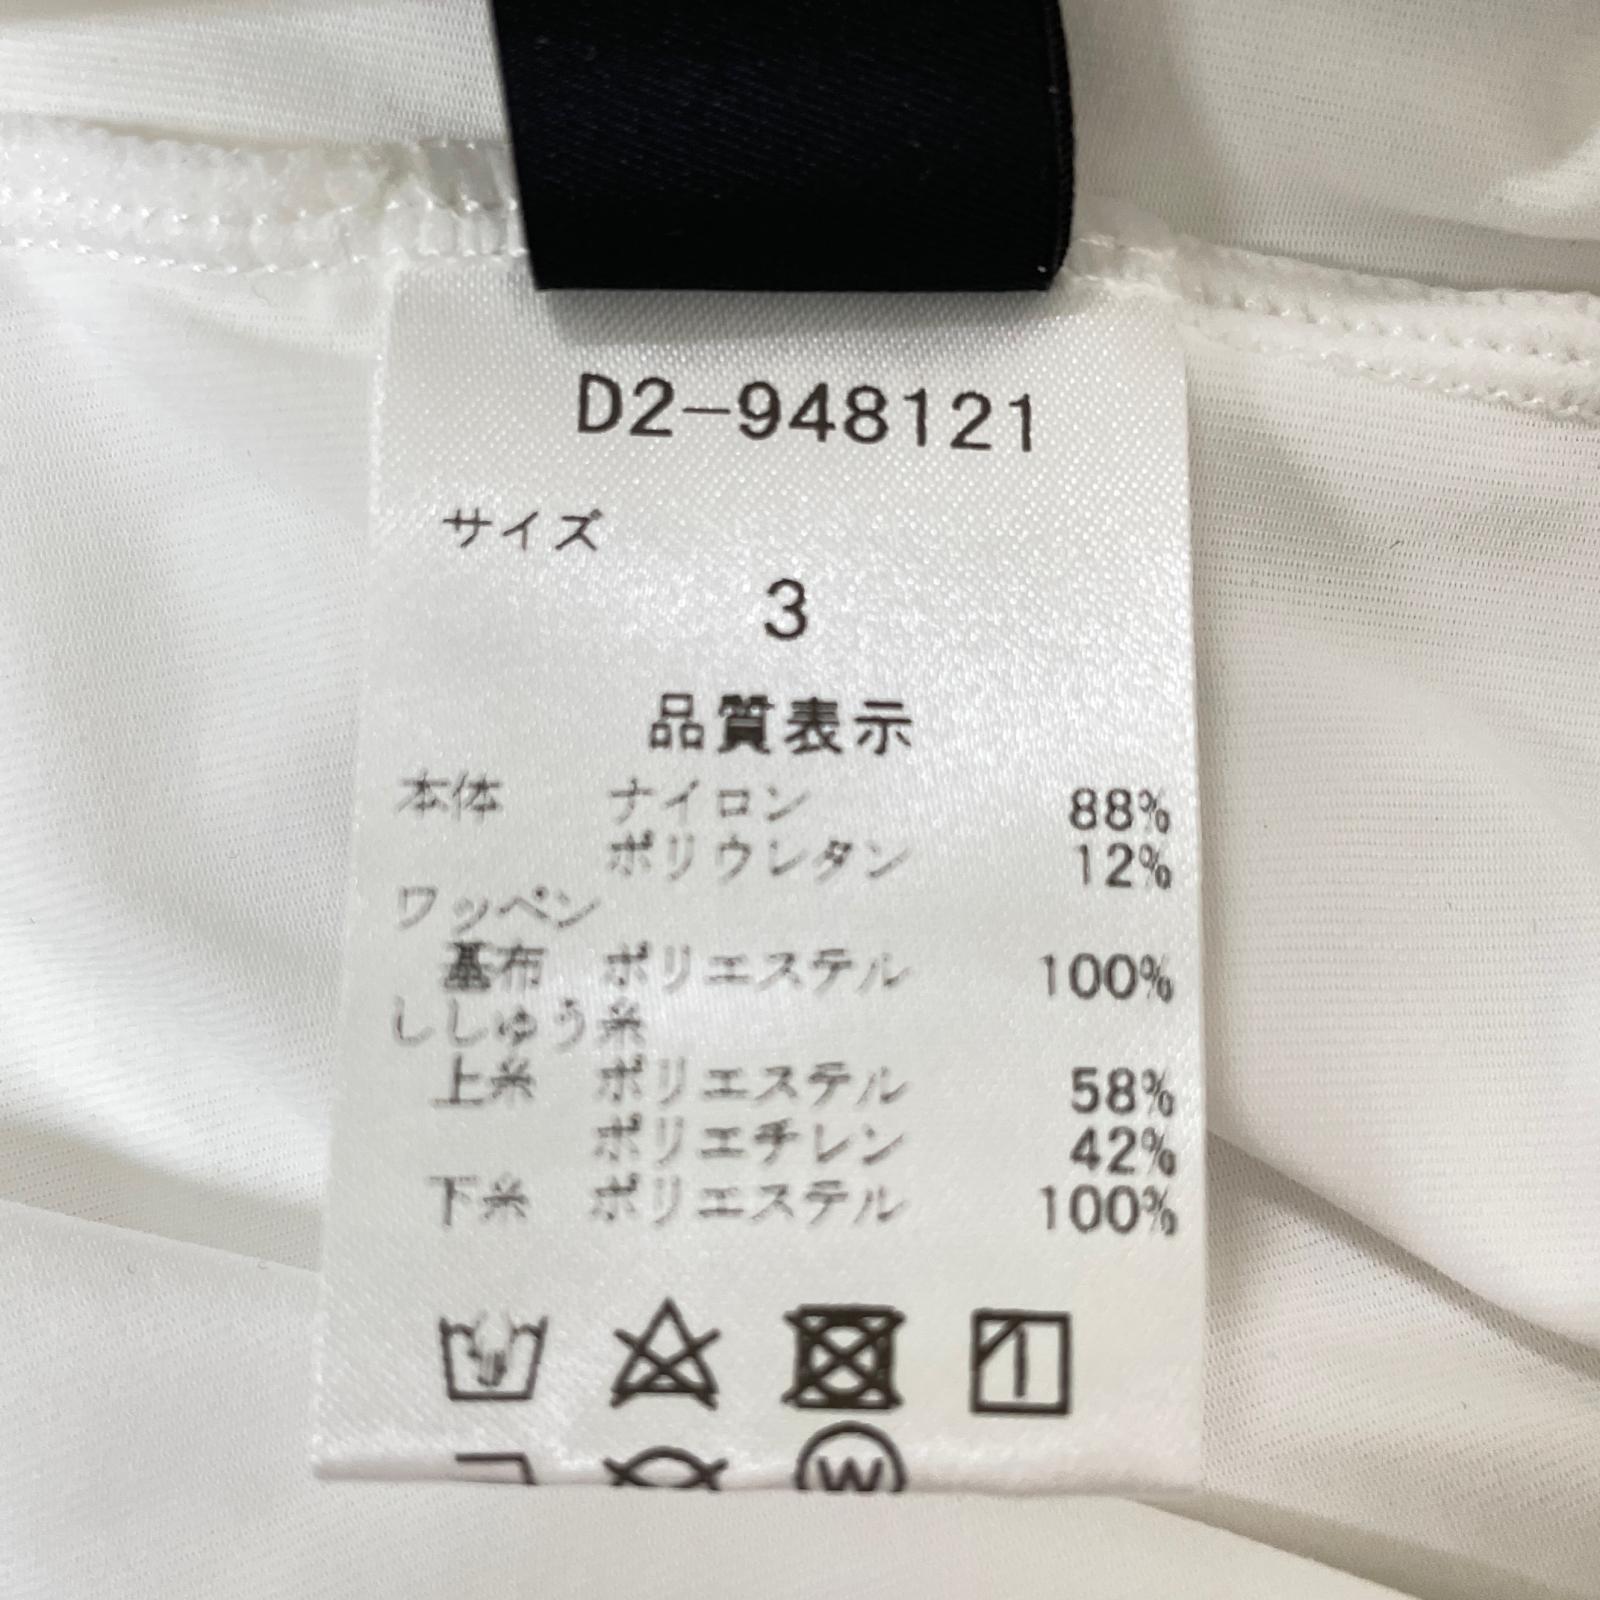 D2-948121
サイズ
3
品質表示
本体 ナイロン 88%
ポリウレタン 12%
ワッペン
基布 ポリエステル 100%
ししゅう糸
上糸 ポリエステル 58%
ポリエチレン 42%
下糸 ポリエステル 100%
W